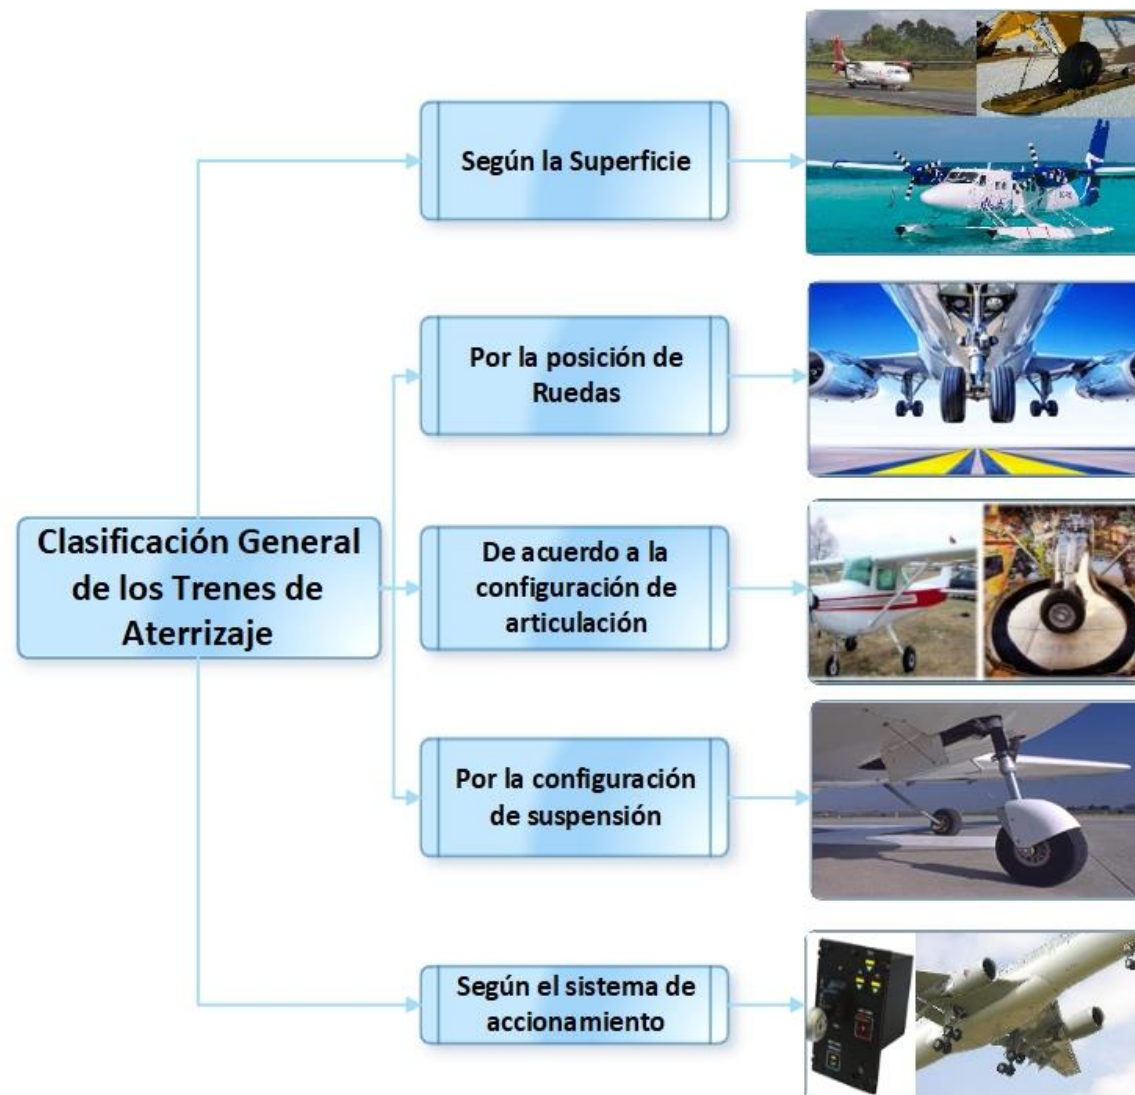 Según la Superficie
Por la posición de
Ruedas
Clasificación General
de los Trenes de
Aterrizaje
De acuerdo a la
configuración de
articulación
Por la configuración
de suspensión
Según el sistema de
accionamiento